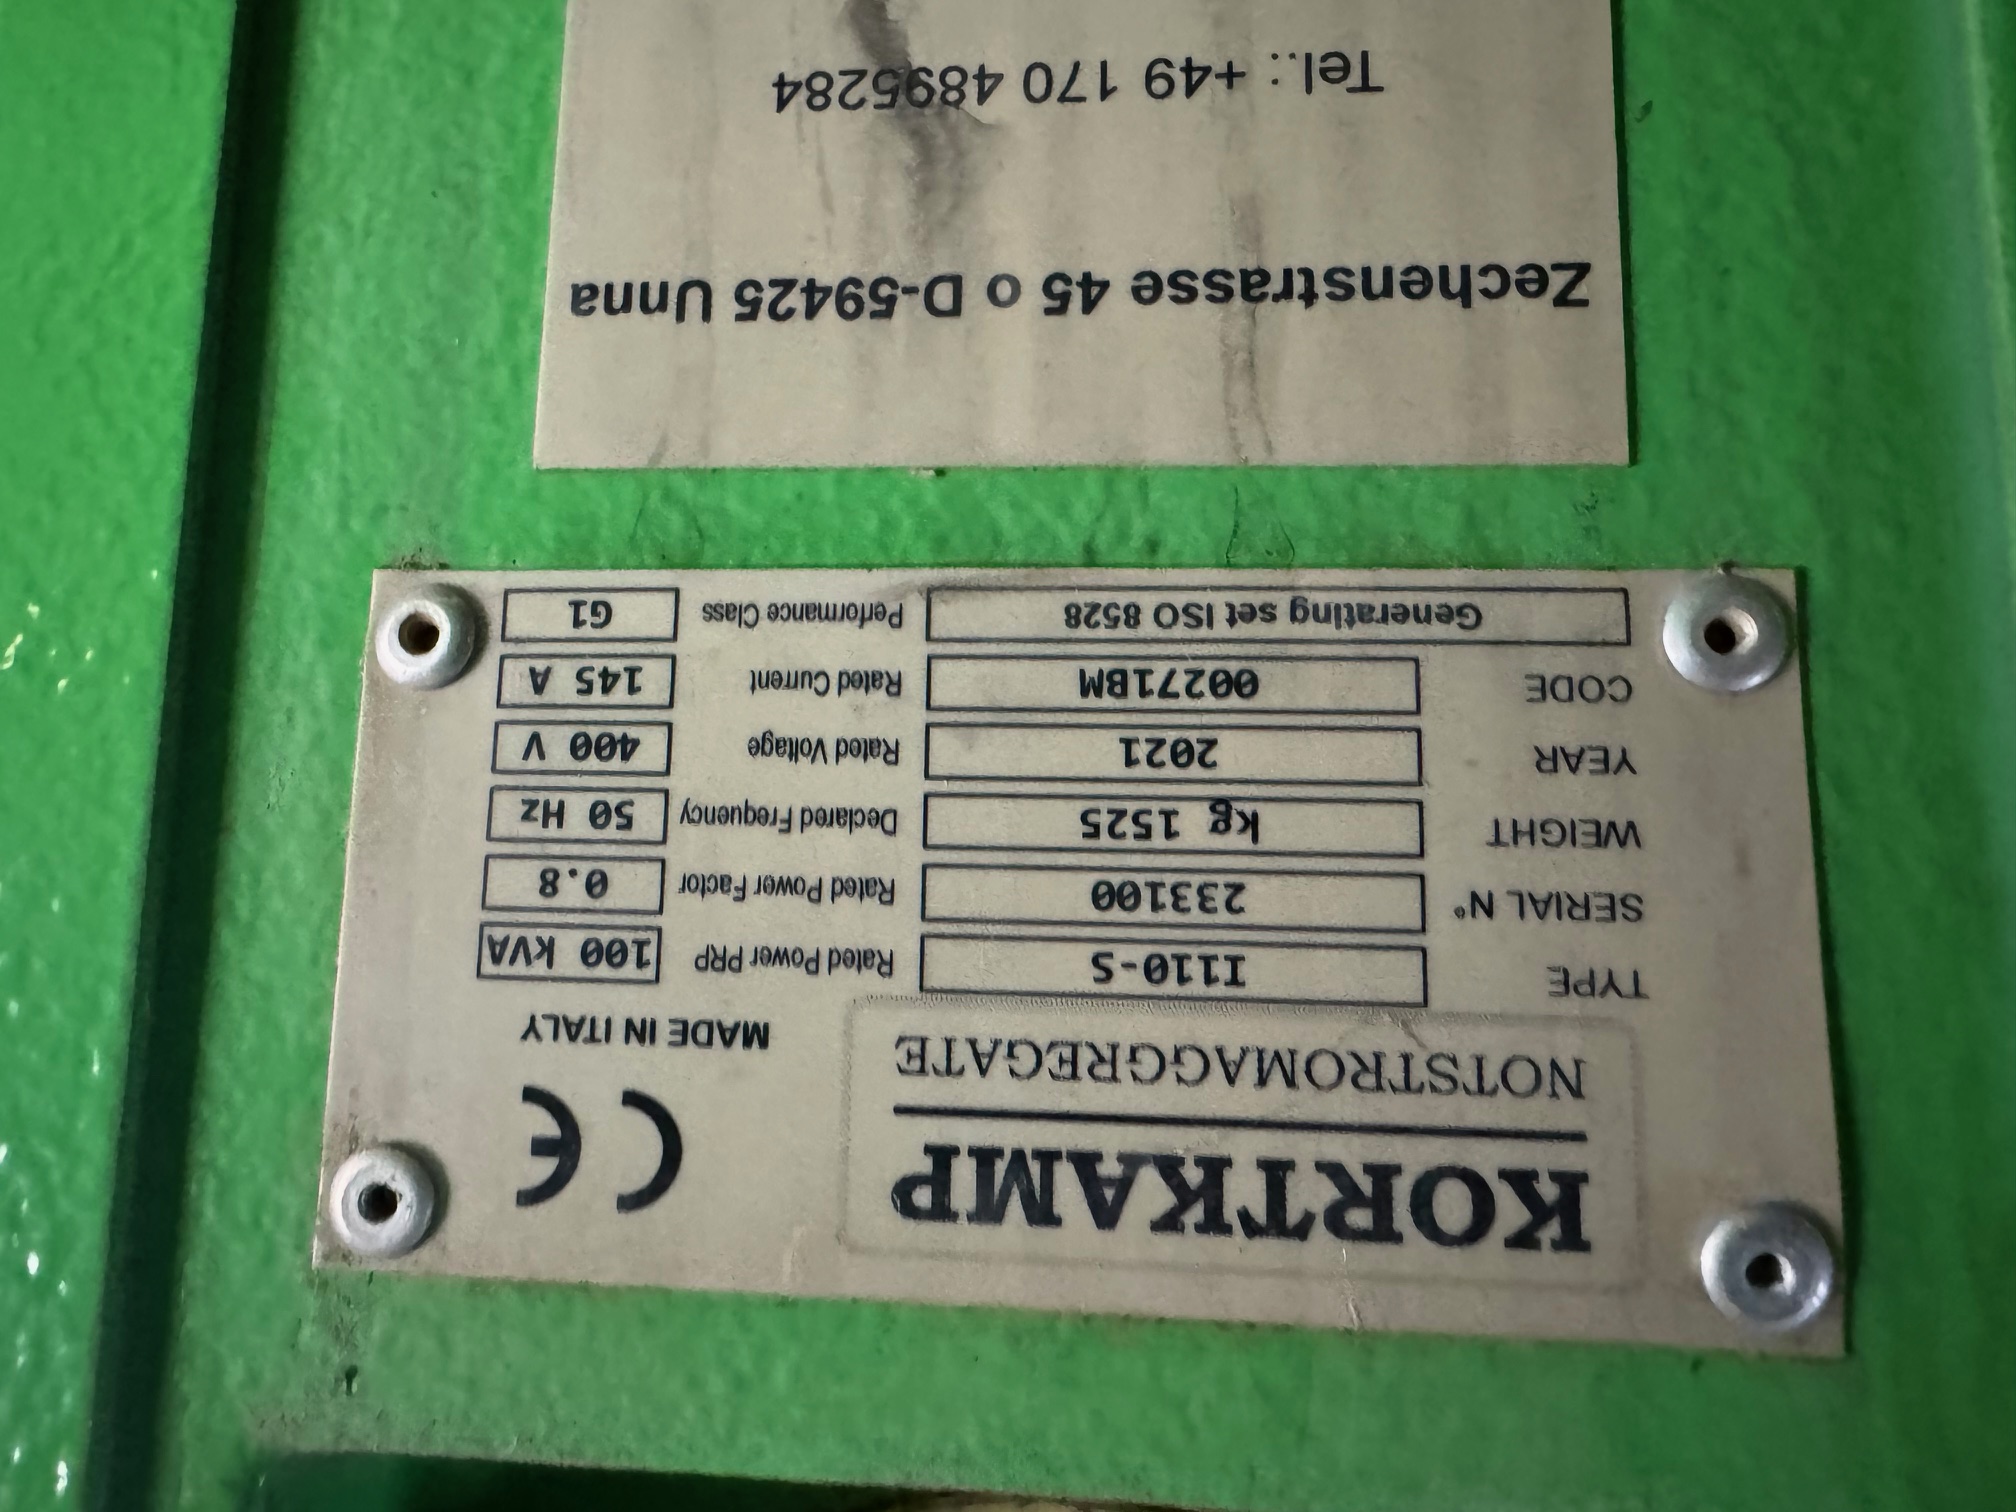 KORTKAMP
NOTSTROMAGGREGATE
CE
MADE IN ITALY
TYPE I110-S Rated Power PRP 100 kVA
SERIAL N° 233100 Rated Power Factor 0.8
WEIGHT kg 1525 Declared Frequency 50 Hz
YEAR 2021 Rated Voltage 400 V
CODE 00271BM Rated Current 145 A
Generating set ISO 8528 Performance Class G1
Zechenstrasse 45 o D-59425 Unna
Tel.: +49 170 4895284